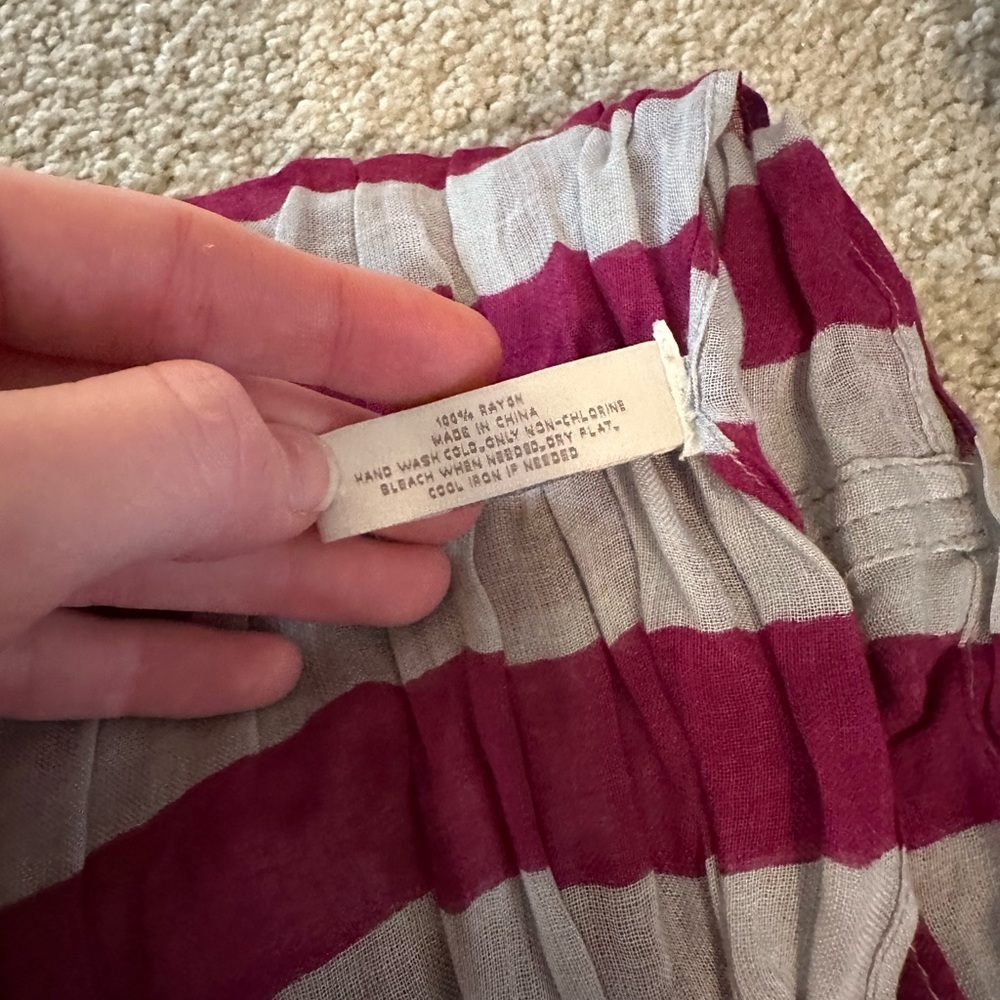 100% RAYON
MADE IN CHINA
HAND WASH COLD.ONLY NON-CHLORINE
BLEACH WHEN NEEDED.DRY FLAT.
COOL IRON IF NEEDED